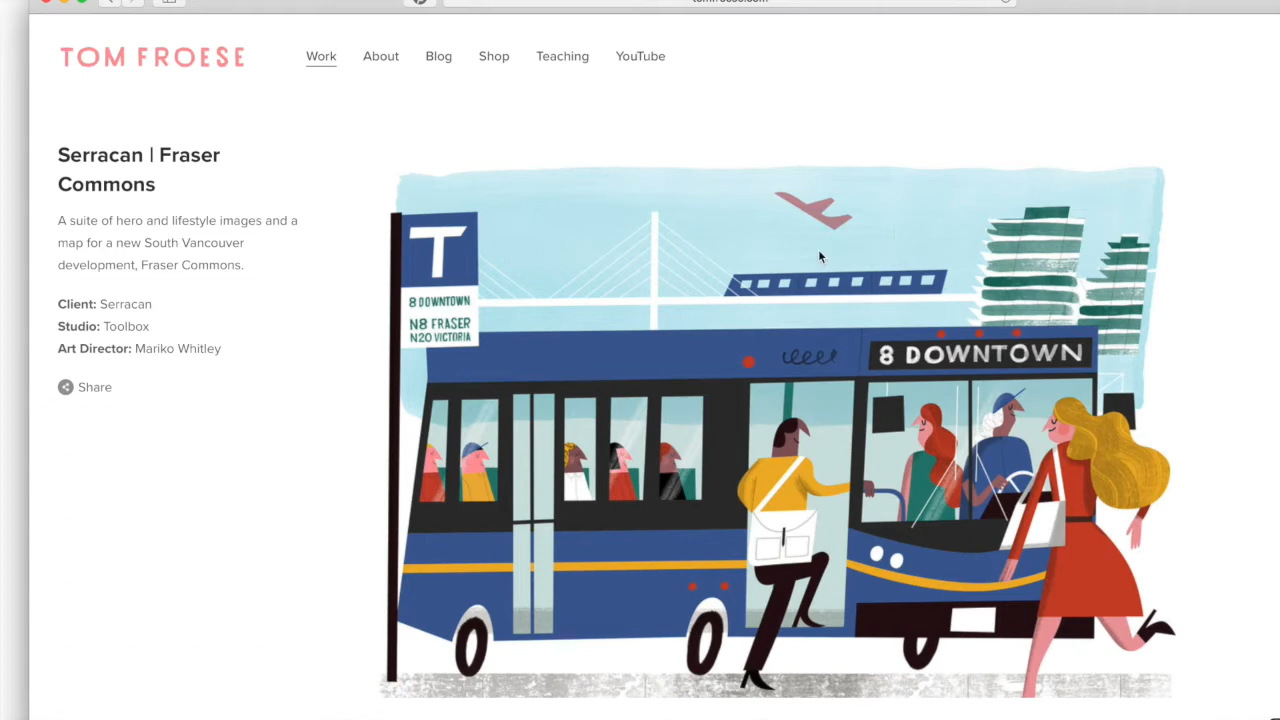 TOM FROESE
Work About Blog Shop Teaching YouTube
Serracan | Fraser
Commons
A suite of hero and lifestyle images and a
map for a new South Vancouver
development, Fraser Commons.
Client: Serracan
Studio: Toolbox
Art Director: Mariko Whitley
Share
T
8 DOWNTOWN
N8 FRASER
N20 VICTORIA
8 DOWNTOWN